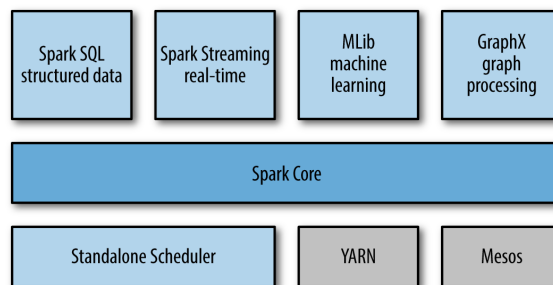 Spark SQL
structured data
Spark Streaming
real-time
MLib
machine
learning
GraphX
graph
processing
Spark Core
Standalone Scheduler
YARN
Mesos